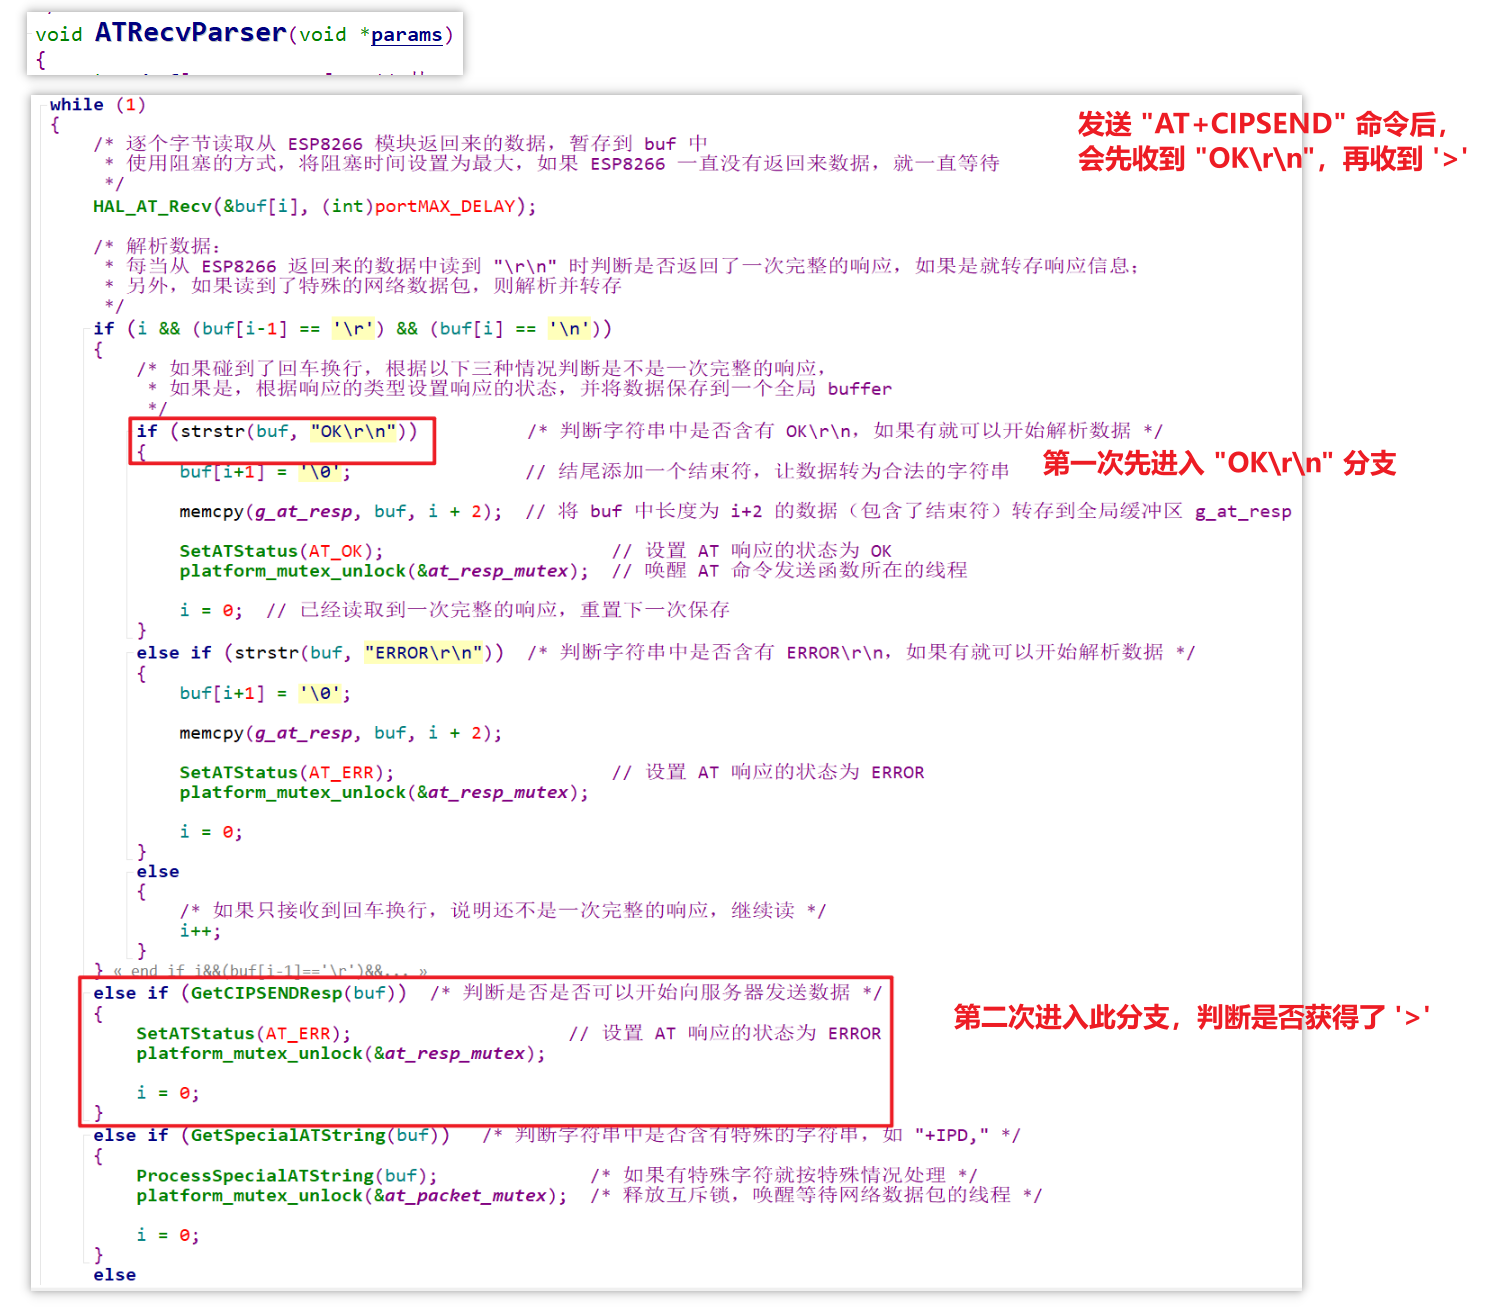 void ATRecvParser(void *params)
{
while (1)
{
/* 逐个字节读取从 ESP8266 模块返回来的数据，暂存到 buf 中
* 使用阻塞的方式，将阻塞时间设置为最大，如果 ESP8266 一直没有返回来数据，就一直等待
*/
HAL_AT_Recv(&buf[i], (int)portMAX_DELAY);
发送 "AT+CIPSEND" 命令后，
会先收到 "OK\r\n"，再收到 '>'
/* 解析数据：
* 每当从 ESP8266 返回来的数据中读到 "\r\n" 时判断是否返回了一次完整的响应，如果是就转存响应信息；
* 另外，如果读到了特殊的网络数据包，则解析并转存
*/
if (i && (buf[i-1] == '\r') && (buf[i] == '\n'))
{
/* 如果碰到了回车换行，根据以下三种情况判断是不是一次完整的响应，
* 如果是，根据响应的类型设置响应的状态，并将数据保存到一个全局 buffer
*/
if (strstr(buf, "OK\r\n")) /* 判断字符串中是否含有 OK\r\n，如果有就可以开始解析数据 */
{
第一次先进入 "OK\r\n" 分支
buf[i+1] = '\0'; // 结尾添加一个结束符，让数据转为合法的字符串
memcpy(g_at_resp, buf, i + 2); // 将 buf 中长度为 i+2 的数据（包含了结束符）转存到全局缓冲区 g_at_resp
SetATStatus(AT_OK); // 设置 AT 响应的状态为 OK
platform_mutex_unlock(&at_resp_mutex); // 唤醒 AT 命令发送函数所在的线程
i = 0; // 已经读取到一次完整的响应，重置下一次保存
}
else if (strstr(buf, "ERROR\r\n")) /* 判断字符串中是否含有 ERROR\r\n，如果有就可以开始解析数据 */
{
buf[i+1] = '\0';
memcpy(g_at_resp, buf, i + 2);
SetATStatus(AT_ERR); // 设置 AT 响应的状态为 ERROR
platform_mutex_unlock(&at_resp_mutex);
i = 0;
}
else
{
/* 如果只接收到回车换行，说明还不是一次完整的响应，继续读 */
i++;
}
} « end if i&&(buf[i-1]=='\r')&&... »
else if (GetCIPSENDResp(buf)) /* 判断是否是否可以开始向服务器发送数据 */
{
第二次进入此分支，判断是否获得了 '>'
SetATStatus(AT_ERR); // 设置 AT 响应的状态为 ERROR
platform_mutex_unlock(&at_resp_mutex);
i = 0;
}
else if (GetSpecialATString(buf)) /* 判断字符串中是否含有特殊的字符串，如 "+IPD," */
{
ProcessSpecialATString(buf); /* 如果有特殊字符就按特殊情况处理 */
platform_mutex_unlock(&at_packet_mutex); /* 释放互斥锁，唤醒等待网络数据包的线程 */
i = 0;
}
else